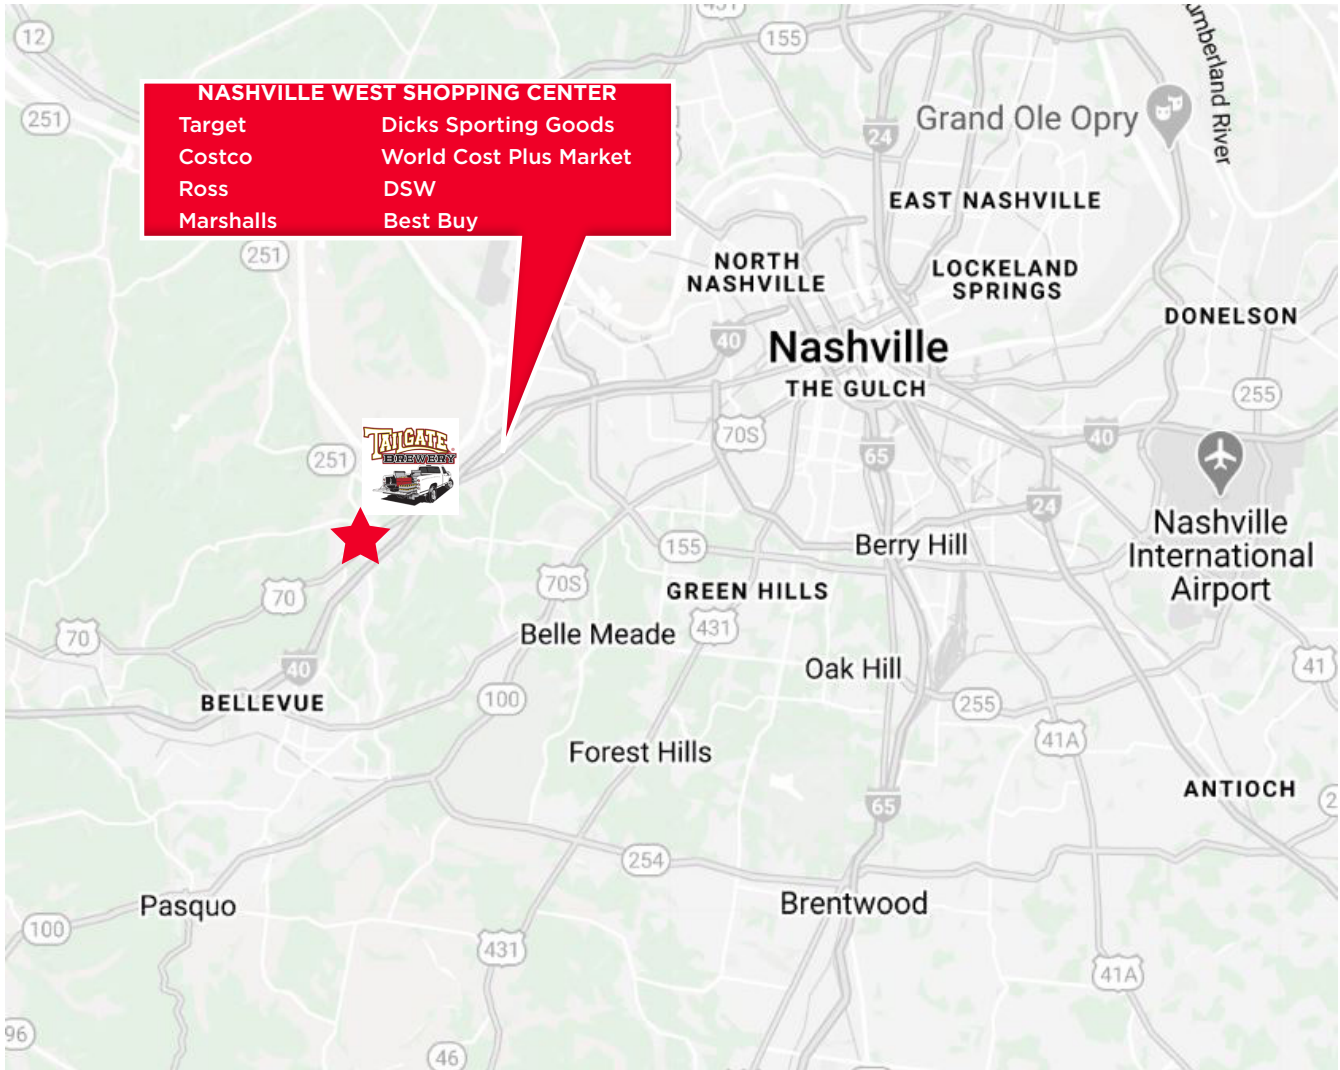 431
12
155
umberland River
NASHVILLE WEST SHOPPING CENTER
Target Dicks Sporting Goods
Costco World Cost Plus Market
Ross DSW
Marshalls Best Buy
251
Grand Ole Opry
24
EAST NASHVILLE
251
NORTH
NASHVILLE
LOCKELAND
SPRINGS
DONELSON
40
Nashville
THE GULCH
255
70S
40
65
251
TAILGATE
BREWERY
24
Nashville
International
Airport
155
Berry Hill
70S
GREEN HILLS
70
431
Belle Meade
70
41
40
Oak Hill
BELLEVUE
100
255
41A
Forest Hills
ANTIOCH
65
2
254
Pasquo
Brentwood
100
431
41A
96
46